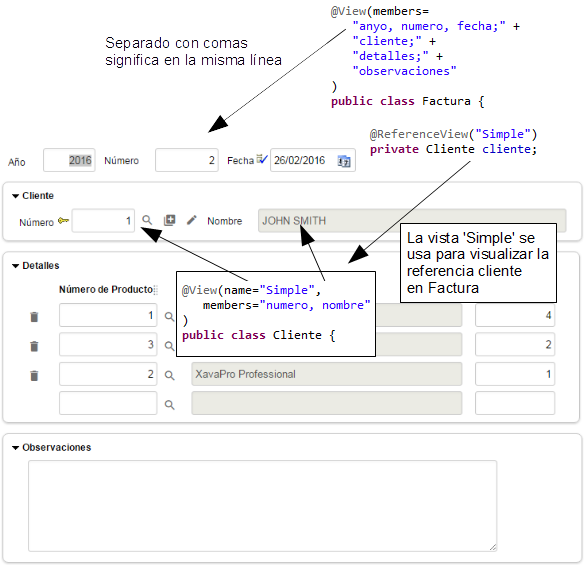 @View(members=
"anyo, numero, fecha;" +
"cliente;" +
"detalles;" +
"observaciones"
)
public class Factura {
Separado con comas
significa en la misma línea
@ReferenceView("Simple")
private Cliente cliente;
Año 2016 Número 2 Fecha 26/02/2016
Cliente
Número 1 Nombre JOHN SMITH
La vista 'Simple' se
usa para visualizar la
referencia cliente
en Factura
Detalles
Número de Producto
@View(name="Simple",
members="numero, nombre"
)
public class Cliente {
1 4
3 2
2 XavaPro Professional 1
Observaciones